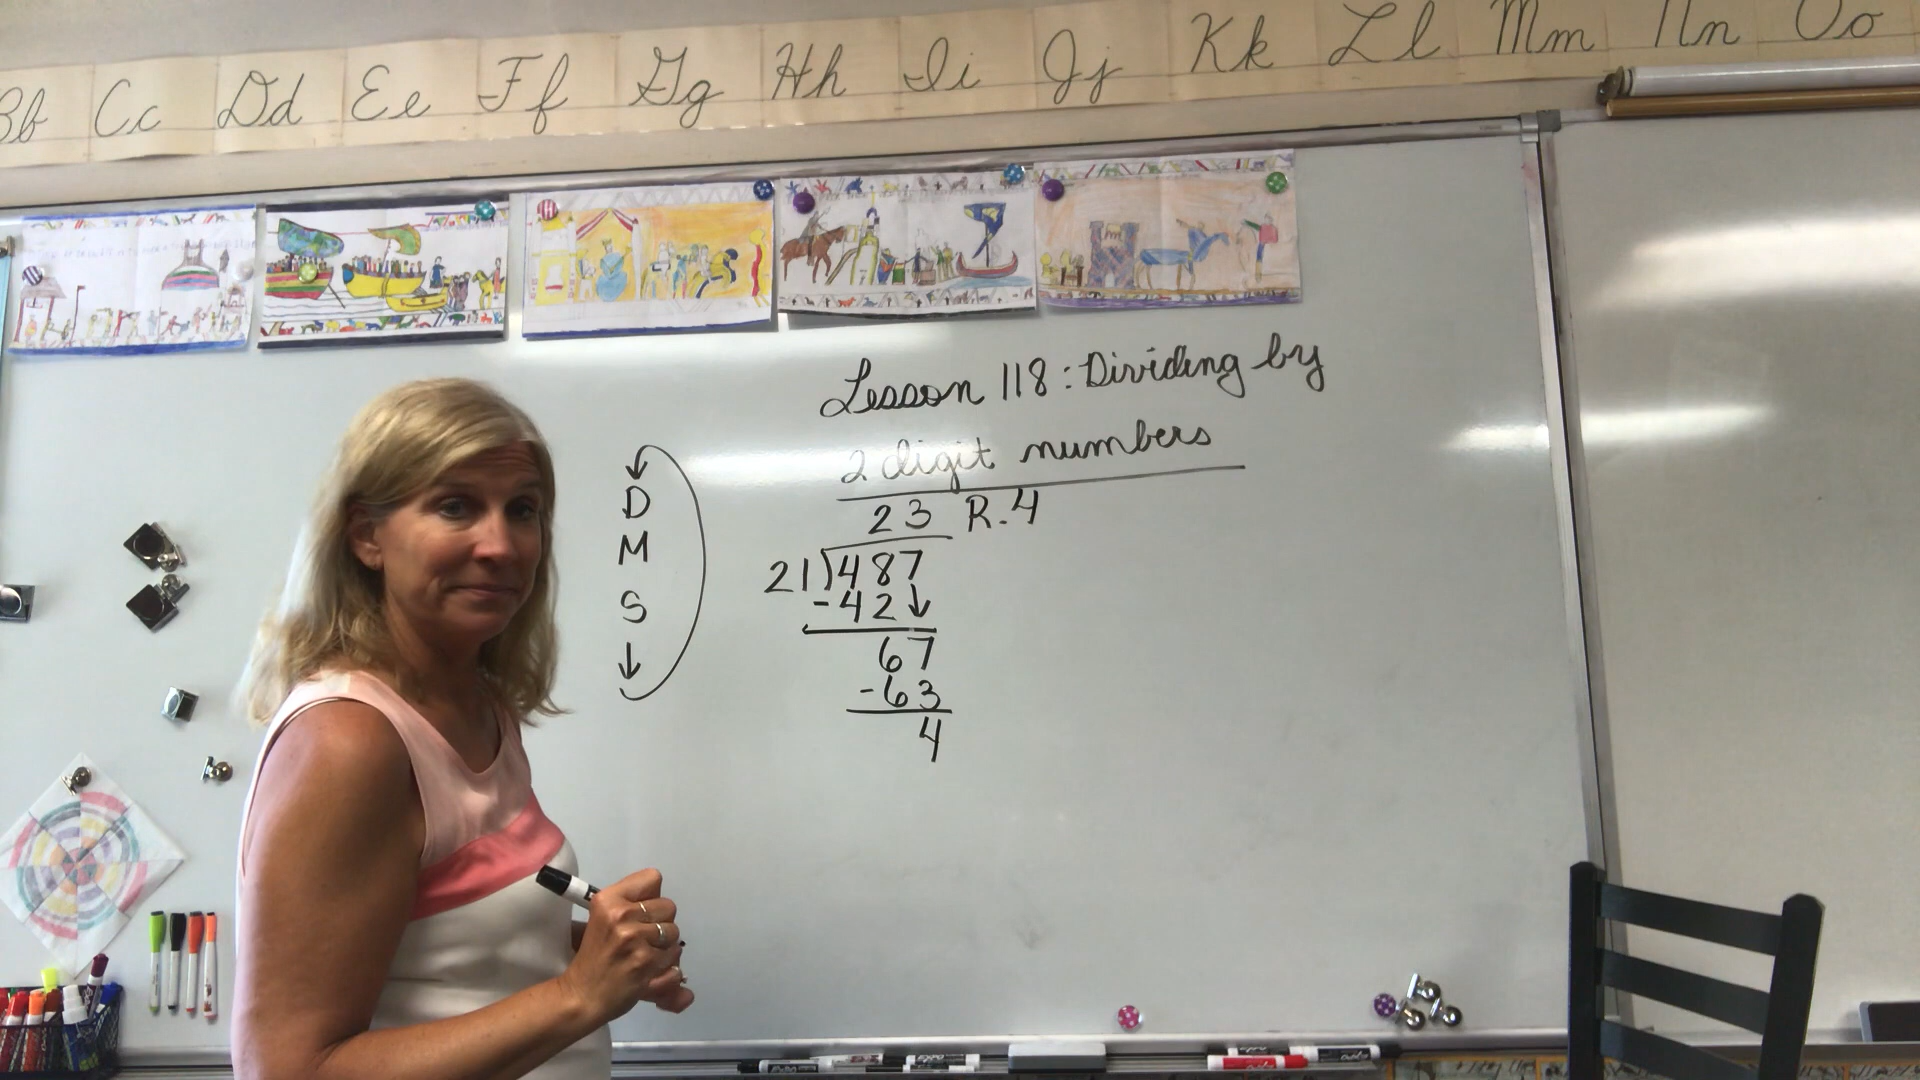 Bb Cc Dd Ee Ff Gg Hh Ii Jj Kk Ll Mm Nn Oo
Lesson 118: Dividing by
2 digit numbers
D
M
S
23 R.4
21)487
-42
67
-63
4